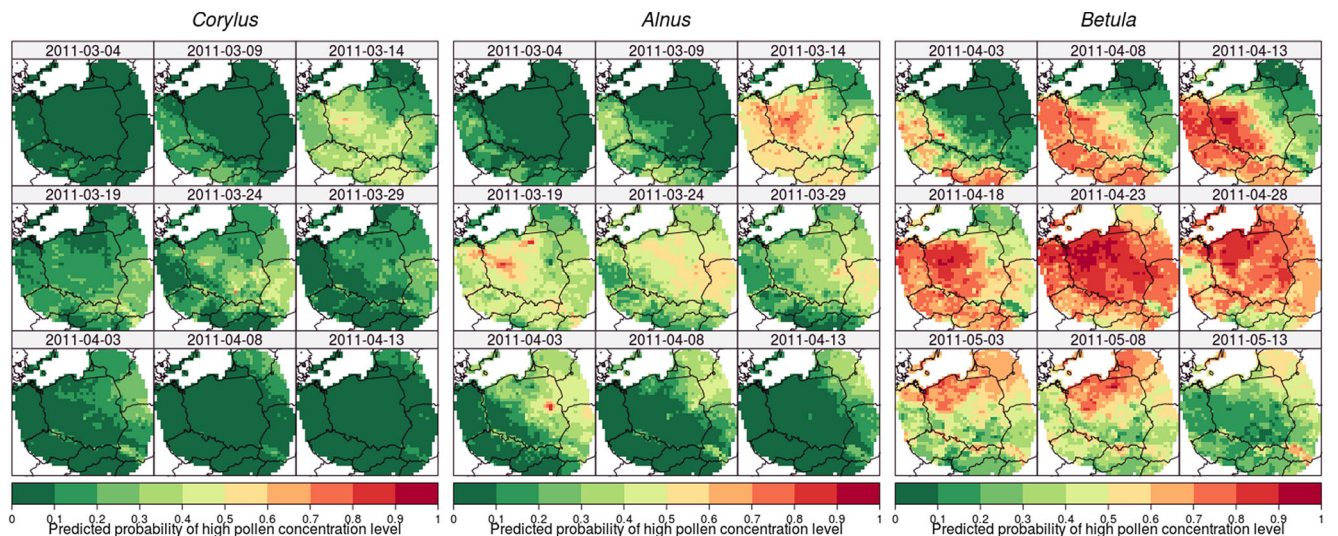 Corylus
Alnus
Betula
2011-03-04 2011-03-09 2011-03-14
2011-03-04 2011-03-09 2011-03-14
2011-04-03 2011-04-08 2011-04-13
2011-03-19 2011-03-24 2011-03-29
2011-03-19 2011-03-24 2011-03-29
2011-04-18 2011-04-23 2011-04-28
2011-04-03 2011-04-08 2011-04-13
2011-04-03 2011-04-08 2011-04-13
2011-05-03 2011-05-08 2011-05-13
0 0.1 0.2 0.3 0.4 0.5 0.6 0.7 0.8 0.9 1
Predicted probability of high pollen concentration level
0 0.1 0.2 0.3 0.4 0.5 0.6 0.7 0.8 0.9 1
Predicted probability of high pollen concentration level
0 0.1 0.2 0.3 0.4 0.5 0.6 0.7 0.8 0.9 1
Predicted probability of high pollen concentration level